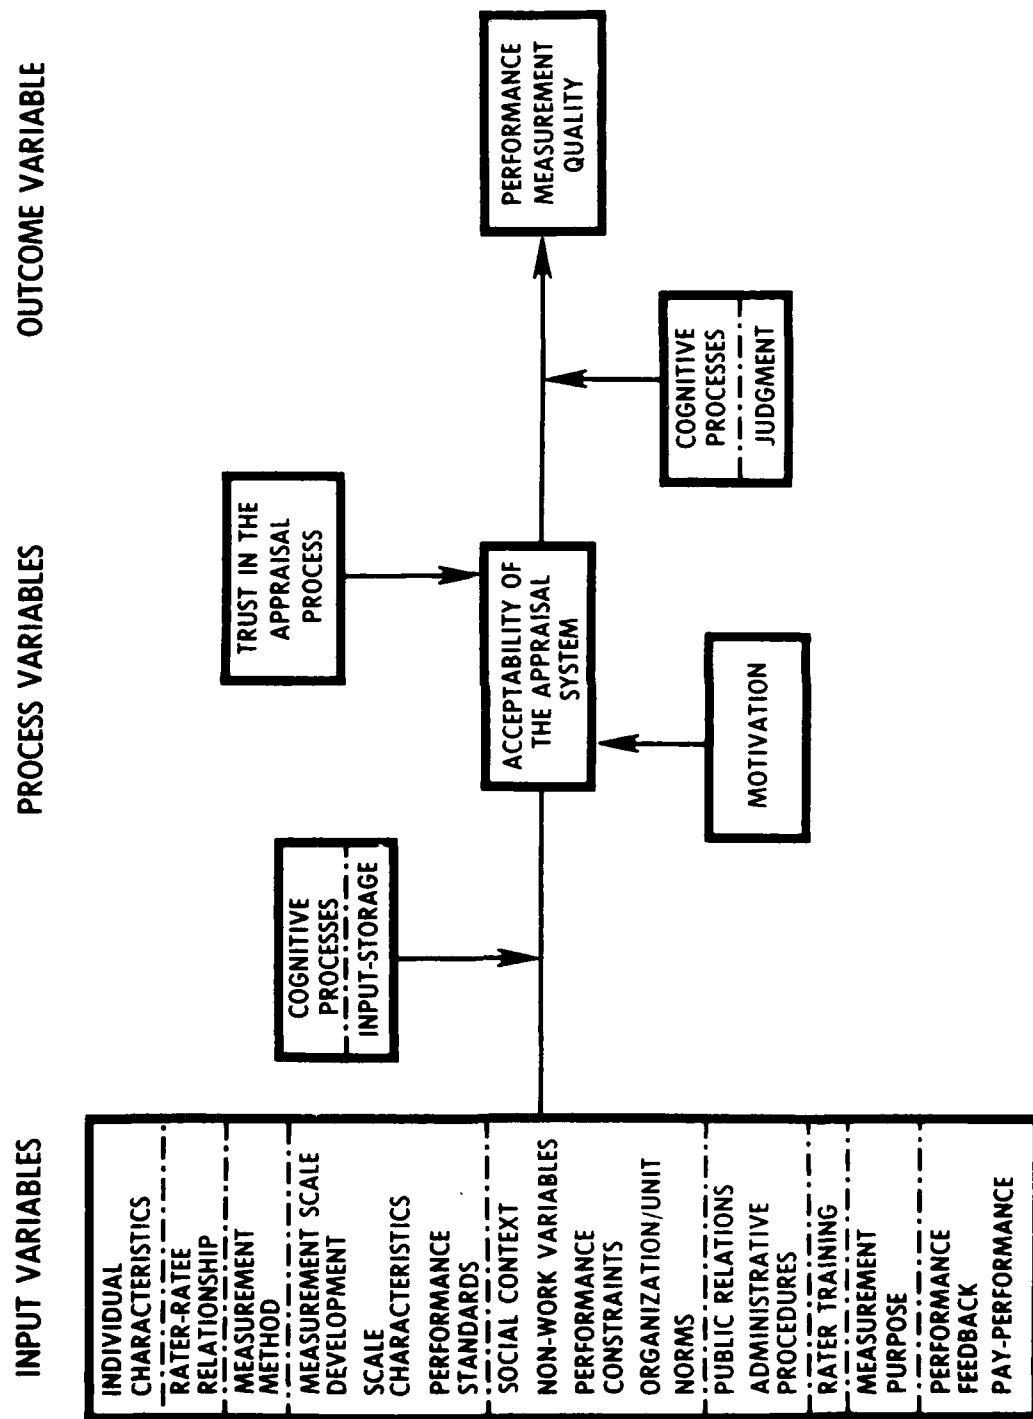 INPUT VARIABLES
PROCESS VARIABLES
OUTCOME VARIABLE
INDIVIDUAL
CHARACTERISTICS
RATER-RATEE
RELATIONSHIP
MEASUREMENT
METHOD
MEASUREMENT SCALE
DEVELOPMENT
SCALE
CHARACTERISTICS
PERFORMANCE
STANDARDS
SOCIAL CONTEXT
NON-WORK VARIABLES
PERFORMANCE
CONSTRAINTS
ORGANIZATION/UNIT
NORMS
PUBLIC RELATIONS
ADMINISTRATIVE
PROCEDURES
RATER TRAINING
MEASUREMENT
PURPOSE
PERFORMANCE
FEEDBACK
PAY-PERFORMANCE
COGNITIVE
PROCESSES
INPUT-STORAGE
TRUST IN THE
APPRAISAL
PROCESS
ACCEPTABILITY OF
THE APPRAISAL
SYSTEM
MOTIVATION
COGNITIVE
PROCESSES
JUDGMENT
PERFORMANCE
MEASUREMENT
QUALITY